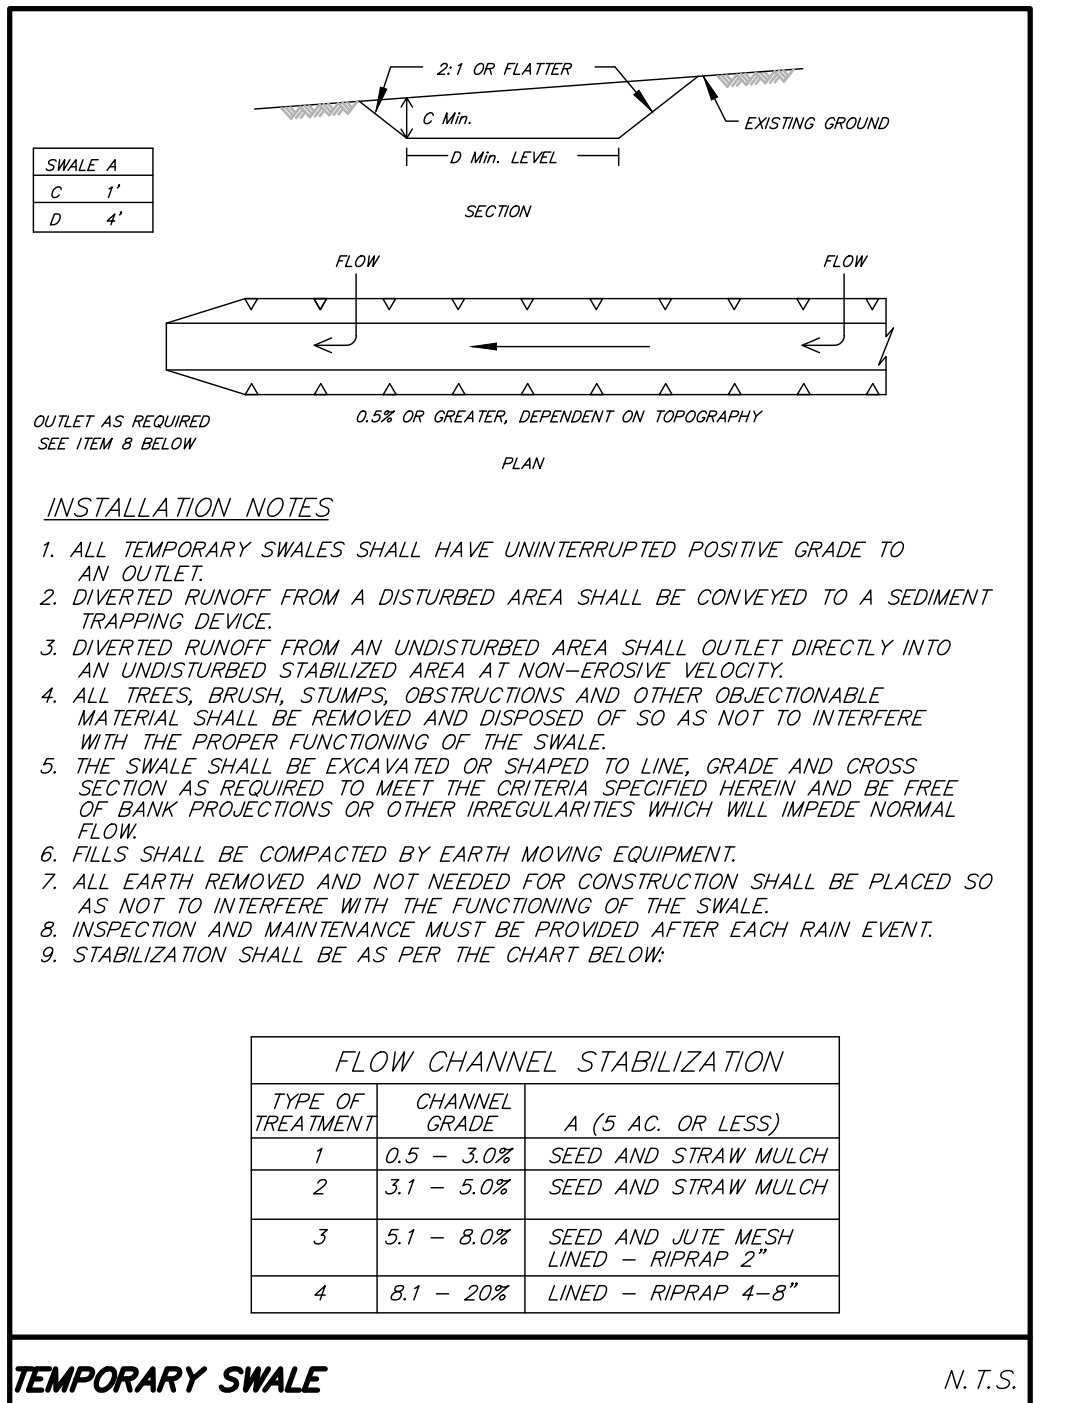 2:1 OR FLATTER
C Min.
EXISTING GROUND
D Min. LEVEL
SWALE A
C 1'
D 4'
SECTION
FLOW FLOW
OUTLET AS REQUIRED
SEE ITEM 8 BELOW
0.5% OR GREATER, DEPENDENT ON TOPOGRAPHY
PLAN
INSTALLATION NOTES
1. ALL TEMPORARY SWALES SHALL HAVE UNINTERRUPTED POSITIVE GRADE TO
AN OUTLET.
2. DIVERTED RUNOFF FROM A DISTURBED AREA SHALL BE CONVEYED TO A SEDIMENT
TRAPPING DEVICE.
3. DIVERTED RUNOFF FROM AN UNDISTURBED AREA SHALL OUTLET DIRECTLY INTO
AN UNDISTURBED STABILIZED AREA AT NON-EROSIVE VELOCITY.
4. ALL TREES, BRUSH, STUMPS, OBSTRUCTIONS AND OTHER OBJECTIONABLE
MATERIAL SHALL BE REMOVED AND DISPOSED OF SO AS NOT TO INTERFERE
WITH THE PROPER FUNCTIONING OF THE SWALE.
5. THE SWALE SHALL BE EXCAVATED OR SHAPED TO LINE, GRADE AND CROSS
SECTION AS REQUIRED TO MEET THE CRITERIA SPECIFIED HEREIN AND BE FREE
OF BANK PROJECTIONS OR OTHER IRREGULARITIES WHICH WILL IMPEDE NORMAL
FLOW.
6. FILLS SHALL BE COMPACTED BY EARTH MOVING EQUIPMENT.
7. ALL EARTH REMOVED AND NOT NEEDED FOR CONSTRUCTION SHALL BE PLACED SO
AS NOT TO INTERFERE WITH THE FUNCTIONING OF THE SWALE.
8. INSPECTION AND MAINTENANCE MUST BE PROVIDED AFTER EACH RAIN EVENT.
9. STABILIZATION SHALL BE AS PER THE CHART BELOW:
FLOW CHANNEL STABILIZATION
TYPE OF CHANNEL
TREATMENT GRADE A (5 AC. OR LESS)
1 0.5 - 3.0% SEED AND STRAW MULCH
2 3.1 - 5.0% SEED AND STRAW MULCH
3 5.1 - 8.0% SEED AND JUTE MESH
LINED - RIPRAP 2"
4 8.1 - 20% LINED - RIPRAP 4-8"
TEMPORARY SWALE N.T.S.